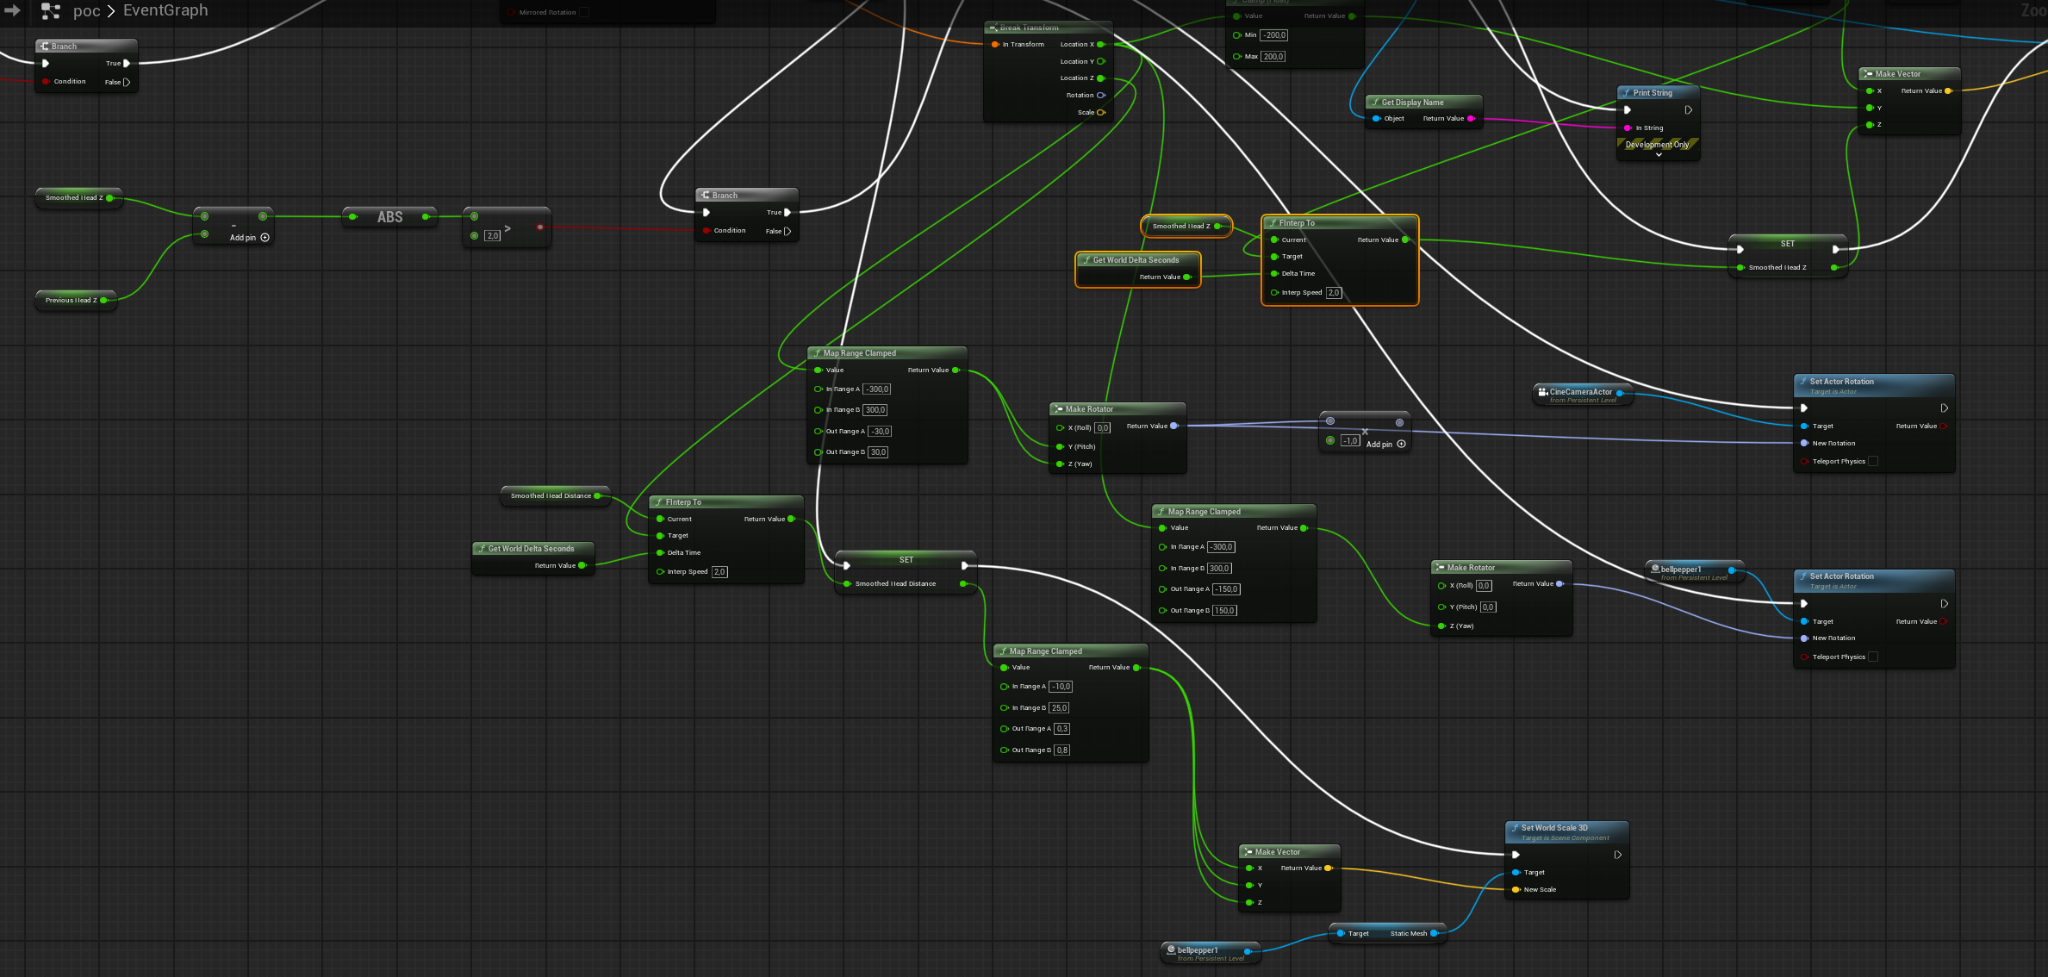 poc > EventGraph
Zoo
Mirrored Rotation
Branch
True
Condition
False
Break Transform
In Transform
Location X
Location Y
Location Z
Rotation
Scale
Value
Return Value
Min
-200,0
Max
200,0
Get Display Name
Object
Return Value
Print String
In String
Development Only
Make Vector
X
Return Value
Y
Z
Smoothed Head Z
-
Add pin
ABS
2,0
>
Previous Head Z
Branch
True
Condition
False
Smoothed Head Z
Get World Delta Seconds
Return Value
FInterp To
Current
Return Value
Target
Delta Time
Interp Speed
2,0
SET
Smoothed Head Z
Map Range Clamped
Value
Return Value
In Range A
-300,0
In Range B
300,0
Out Range A
-30,0
Out Range B
30,0
Make Rotator
X (Roll)
0,0
Return Value
Y (Pitch)
Z (Yaw)
x
-1,0
Add pin
CineCameraActor
from Persistent Level
Set Actor Rotation
Target is Actor
Target
Return Value
New Rotation
Teleport Physics
Smoothed Head Distance
Get World Delta Seconds
Return Value
FInterp To
Current
Return Value
Target
Delta Time
Interp Speed
2,0
SET
Smoothed Head Distance
Map Range Clamped
Value
Return Value
In Range A
-300,0
In Range B
300,0
Out Range A
-150,0
Out Range B
150,0
Make Rotator
X (Roll)
0,0
Return Value
Y (Pitch)
0,0
Z (Yaw)
bellpepper1
from Persistent Level
Set Actor Rotation
Target is Actor
Target
Return Value
New Rotation
Teleport Physics
Map Range Clamped
Value
Return Value
In Range A
-10,0
In Range B
25,0
Out Range A
0,3
Out Range B
0,8
Make Vector
X
Return Value
Y
Z
Set World Scale 3D
Target is Scene Component
Target
New Scale
bellpepper1
from Persistent Level
Target
Static Mesh